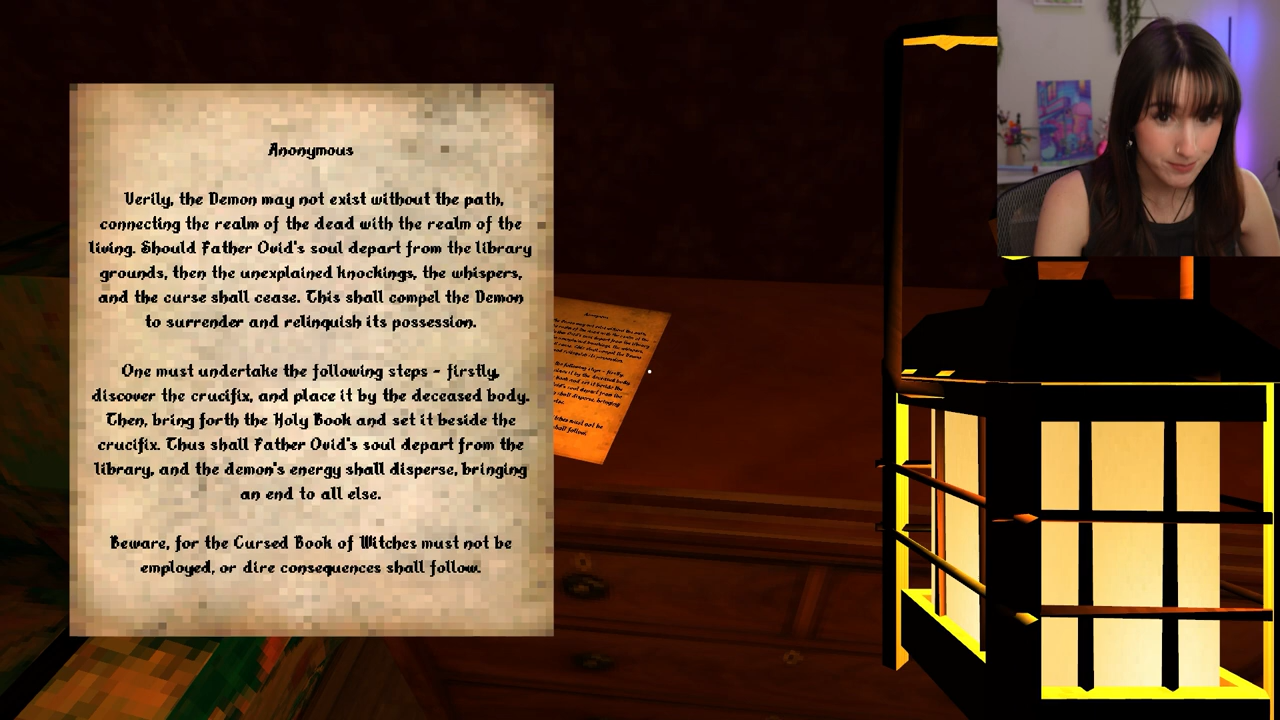 Anonymous
Verily, the Demon may not exist without the path,
connecting the realm of the dead with the realm of the
living. Should Father Ovid's soul depart from the library
grounds, then the unexplained knockings, the whispers,
and the curse shall cease. This shall compel the Demon
to surrender and relinquish its possession.
One must undertake the following steps - firstly,
discover the crucifix, and place it by the deceased body.
Then, bring forth the Holy Book and set it beside the
crucifix. Thus shall Father Ovid's soul depart from the
library, and the demon's energy shall disperse, bringing
an end to all else.
Beware, for the Cursed Book of Witches must not be
employed, or dire consequences shall follow.